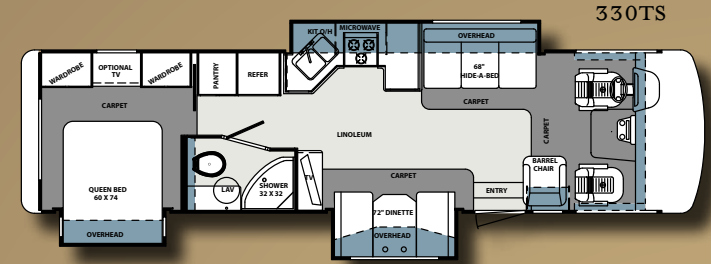 330TS
KIT O/H
MICROWAVE
OVERHEAD
WARDROBE
OPTIONAL
TV
WARDROBE
PANTRY
REFER
68"
HIDE-A-BED
CARPET
CARPET
CARPET
LINOLEUM
CARPET
BARREL
CHAIR
QUEEN BED
60 X 74
LAV
SHOWER
32 X 32
TV
ENTRY
72" DINETTE
OVERHEAD
OVERHEAD